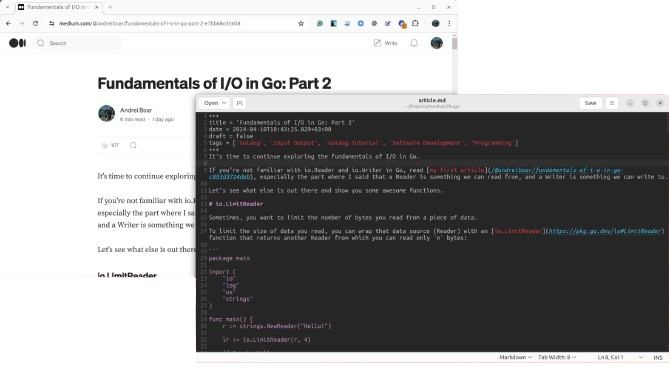 Fundamentals of I/O in G
medium.com/@andreiboar/fundamentals-of-i-o-in-go-part-2-e7bb68cd5608
Search
Write
Fundamentals of I/O in Go: Part 2
Andrei Boar
6 min read · 1 day ago
107
It's time to continue exploring
If you're not familiar with io.R
especially the part where I sa
and a Writer is something we
Let's see what else is out there
io.LimitReader
Open
article.md
Save
1 +++
2 title = 'Fundamentals of I/O in Go: Part 2'
3 date = 2024-04-10T18:43:25.029+03:00
4 draft = false
5 tags = ['Golang', 'Input Output', 'Golang Tutorial', 'Software Development', 'Programming']
6 +++
7 It's time to continue exploring the fundamentals of I/O in Go.
8
9 If you're not familiar with io.Reader and io.Writer in Go, read [my first article](/@andreiboar/fundamentals-of-i-o-in-go-
especially the part where I said that a Reader is something we can read from, and a Writer is something we can write to.
10
11 Let's see what else is out there and show you some awesome functions.
12
13 # io.LimitReader
14
15 Sometimes, you want to limit the number of bytes you read from a piece of data.
16
17 To limit the size of data you read, you can wrap that data source (Reader) with an [io.LimitReader](https://pkg.go.dev/io#LimitReader)
function that returns another Reader from which you can read only `n` bytes:
18
19 ```
20 package main
21
22 import (
23 "io"
24 "log"
25 "os"
26 "strings"
27 )
28
29 func main() {
30 r := strings.NewReader("Hello!")
31
32 lr := io.LimitReader(r, 4)
33
Markdown
Tab Width: 8
Ln 8, Col 1
INS